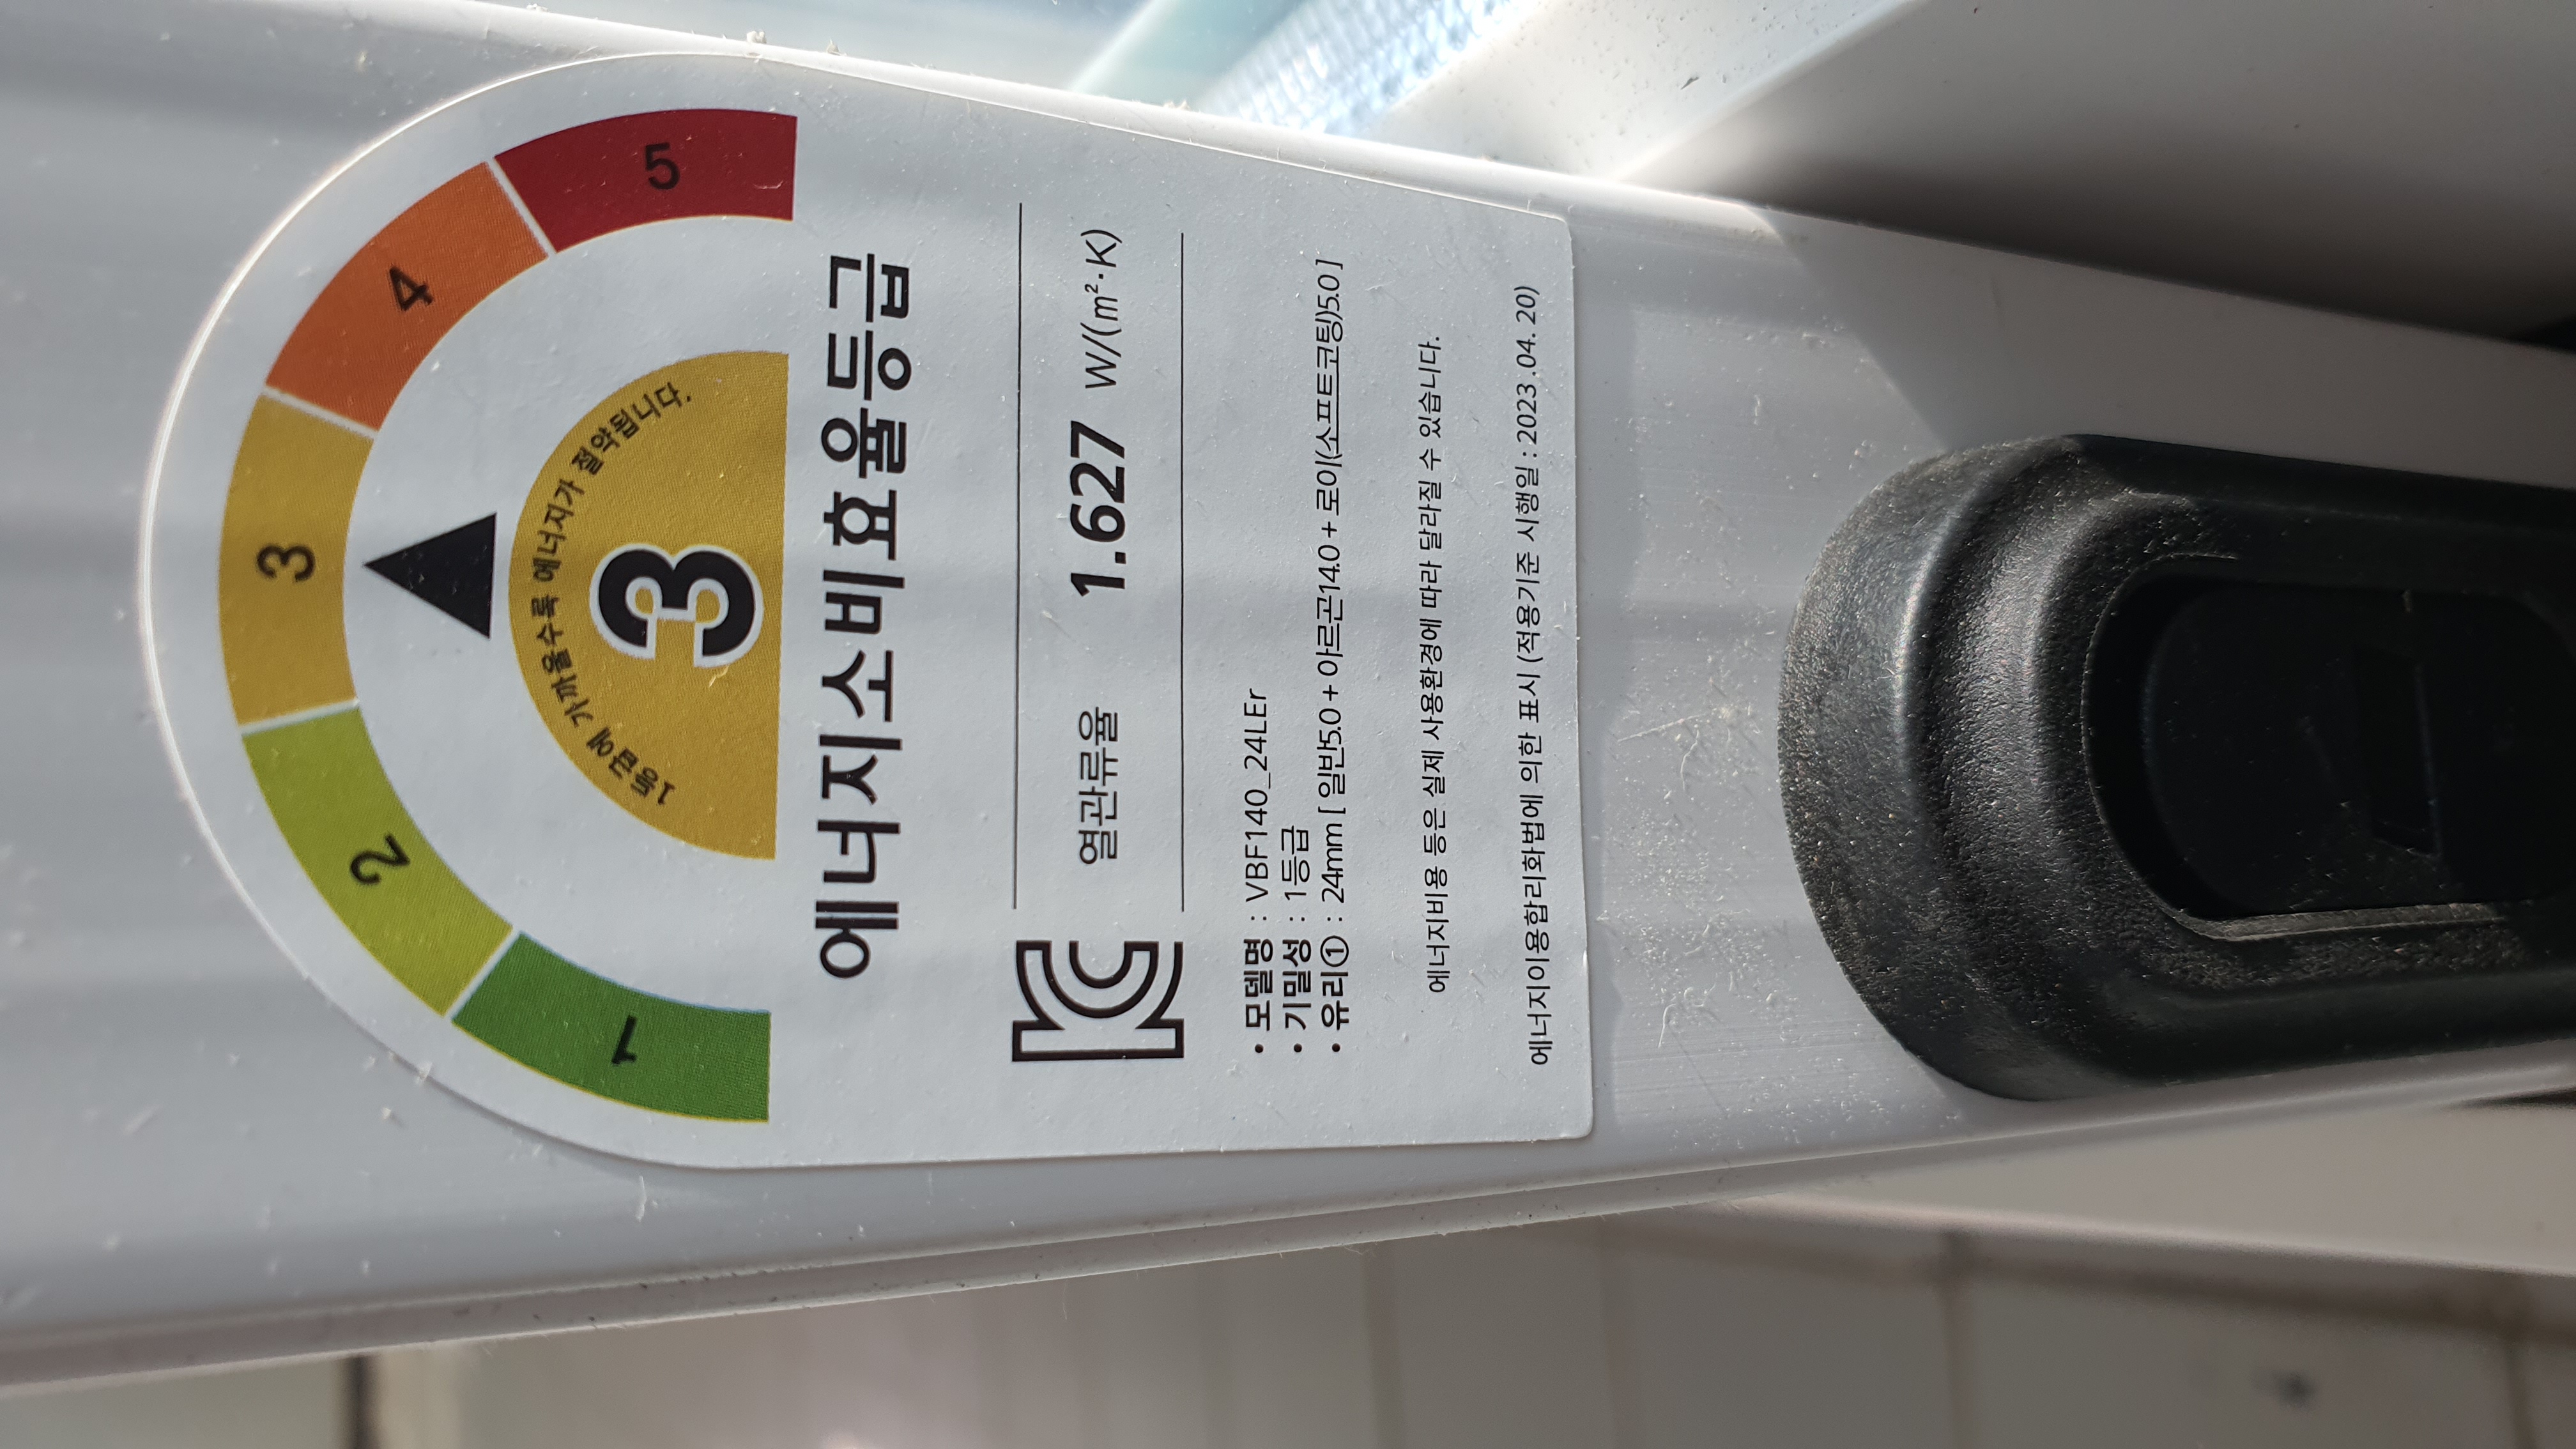 1 2 3 4 5
1등급에 가까울수록 에너지가 절약됩니다.
3
에너지소비효율등급
열관류율 1.627 W/(㎡·K)
• 모델명 : VBF140_24LEr
• 기밀성 : 1등급
• 유리① : 24mm [ 일반5.0 + 아르곤14.0 + 로이(소프트코팅)5.0 ]
에너지비용 등은 실제 사용환경에 따라 달라질 수 있습니다.
에너지이용합리화법에 의한 표시 (적용기준 시행일 : 2023. 04. 20)